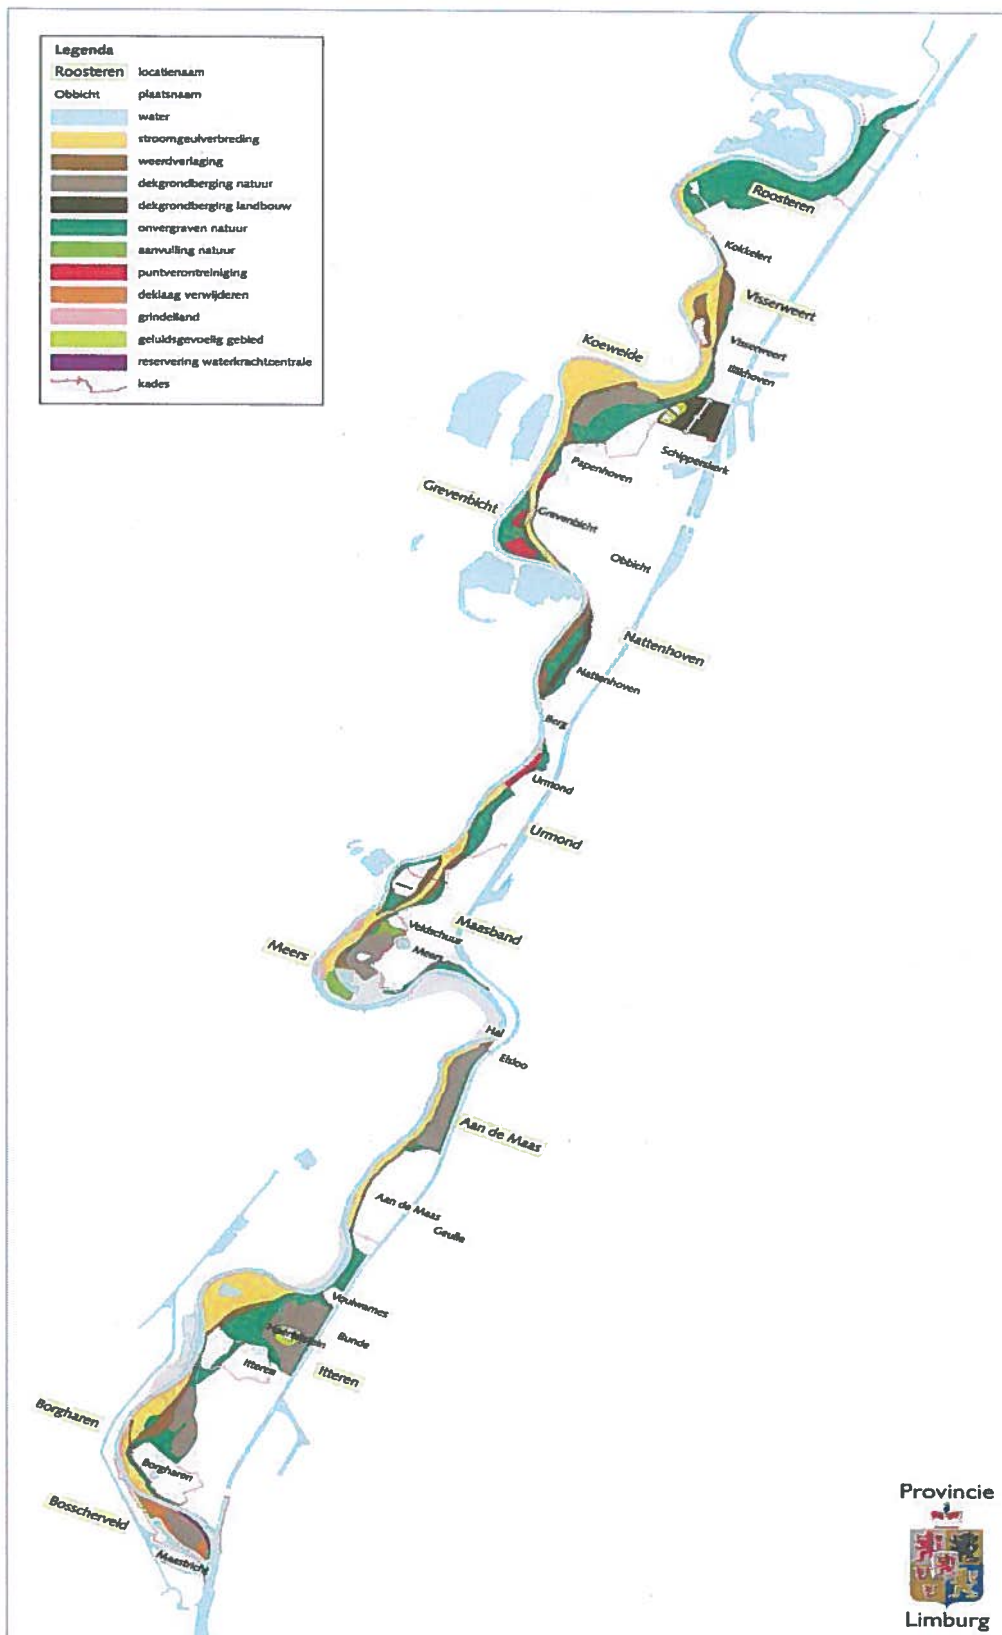 Legenda
Roosteren locatienaam
Obbicht plaatsnaam
water
stroomgeulverbreding
weerdverlaging
dekgrondberging natuur
dekgrondberging landbouw
onvergraven natuur
aanvulling natuur
puntverontreiniging
deklaag verwijderen
grindeiland
geluidsgevoelig gebied
reservering waterkrachtcentrale
kades
Roosteren
Kokkelert
Visserweert
Visserweert
Illikhoven
Koeweide
Schipperskerk
Papenhoven
Grevenbicht
Grevenbicht
Obbicht
Nattenhoven
Nattenhoven
Berg
Urmond
Urmond
Maasband
Veldschuur
Meers
Meers
Hal
Elsloo
Aan de Maas
Aan de Maas
Geulle
Voulwames
Bunde
Itteren
Itteren
Borgharen
Borgharen
Bosscherveld
Maastricht
Provincie
Limburg